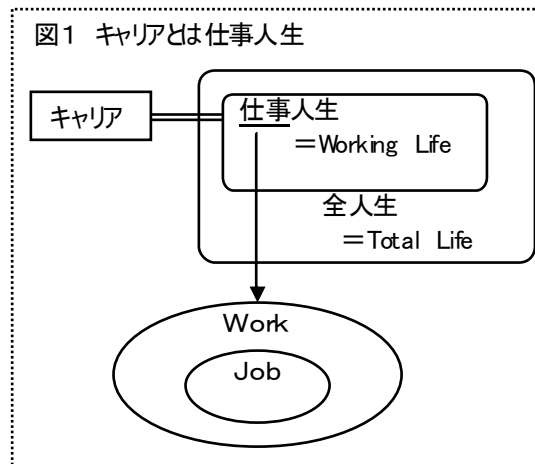 図１ キャリアとは仕事人生
キャリア
仕事人生
＝Working Life
全人生
＝Total Life
Ｗｏｒｋ
Ｊｏｂ